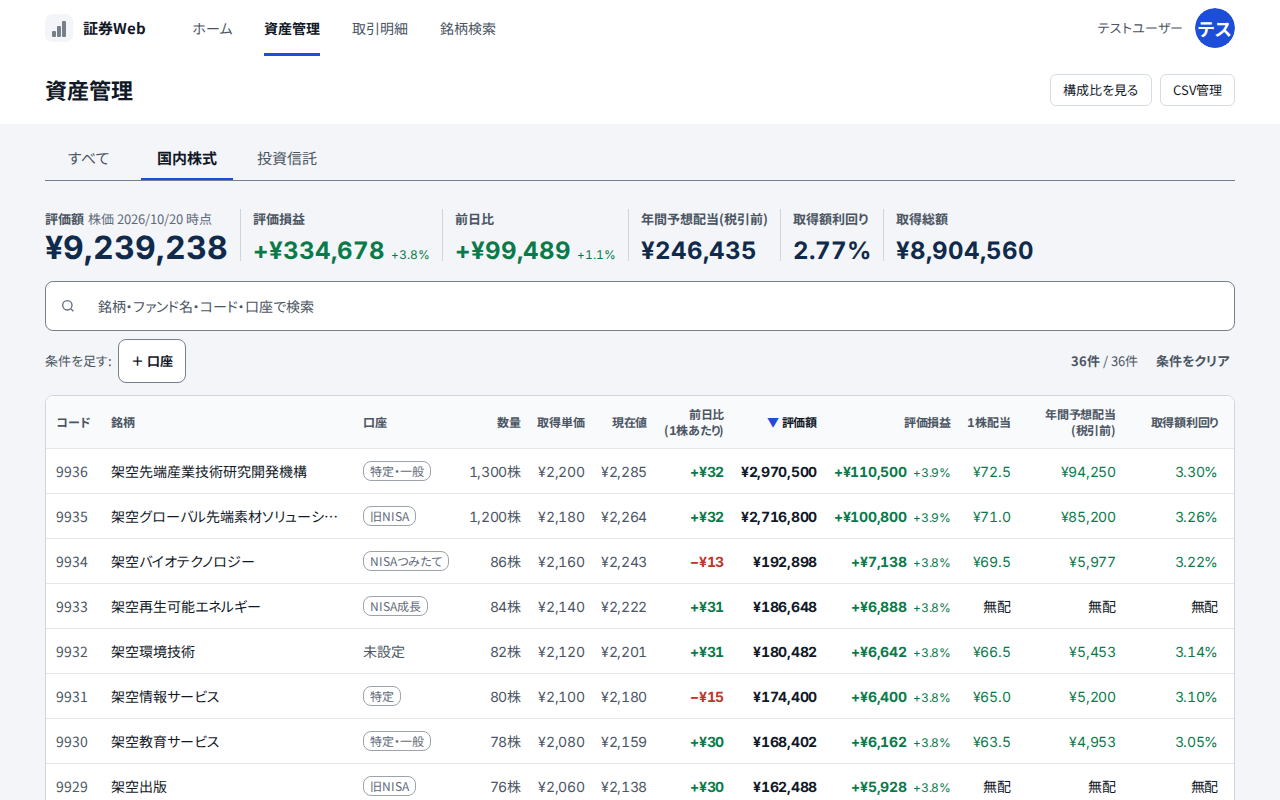 証券Web ホーム 資産管理 取引明細 銘柄検索 テストユーザー テス
資産管理 構成比を見る CSV管理
すべて 国内株式 投資信託
評価額 株価 2026/10/20 時点 評価損益 前日比 年間予想配当(税引前) 取得額利回り 取得総額
¥9,239,238 +¥334,678 +3.8% +¥99,489 +1.1% ¥246,435 2.77% ¥8,904,560
銘柄・ファンド名・コード・口座で検索
条件を足す: ＋口座 36件 / 36件 条件をクリア
コード 銘柄 口座 数量 取得単価 現在値 前日比 (1株あたり) ▼評価額 評価損益 1株配当 年間予想配当 (税引前) 取得額利回り
9936 架空先端産業技術研究開発機構 特定・一般 1,300株 ¥2,200 ¥2,285 +¥32 ¥2,970,500 +¥110,500 +3.9% ¥72.5 ¥94,250 3.30%
9935 架空グローバル先端素材ソリューシ… 旧NISA 1,200株 ¥2,180 ¥2,264 +¥32 ¥2,716,800 +¥100,800 +3.9% ¥71.0 ¥85,200 3.26%
9934 架空バイオテクノロジー NISAつみたて 86株 ¥2,160 ¥2,243 −¥13 ¥192,898 +¥7,138 +3.8% ¥69.5 ¥5,977 3.22%
9933 架空再生可能エネルギー NISA成長 84株 ¥2,140 ¥2,222 +¥31 ¥186,648 +¥6,888 +3.8% 無配 無配 無配
9932 架空環境技術 未設定 82株 ¥2,120 ¥2,201 +¥31 ¥180,482 +¥6,642 +3.8% ¥66.5 ¥5,453 3.14%
9931 架空情報サービス 特定 80株 ¥2,100 ¥2,180 −¥15 ¥174,400 +¥6,400 +3.8% ¥65.0 ¥5,200 3.10%
9930 架空教育サービス 特定・一般 78株 ¥2,080 ¥2,159 +¥30 ¥168,402 +¥6,162 +3.8% ¥63.5 ¥4,953 3.05%
9929 架空出版 旧NISA 76株 ¥2,060 ¥2,138 +¥30 ¥162,488 +¥5,928 +3.8% 無配 無配 無配